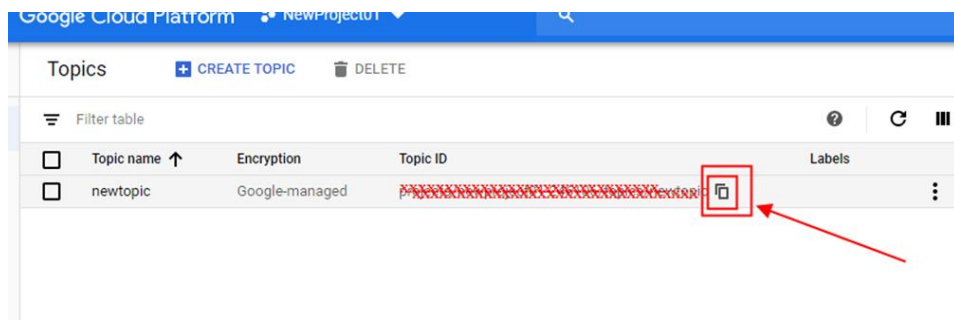 Google Cloud Platform NewProject01
Topics CREATE TOPIC DELETE
Filter table
Topic name Encryption Topic ID Labels
newtopic Google-managed